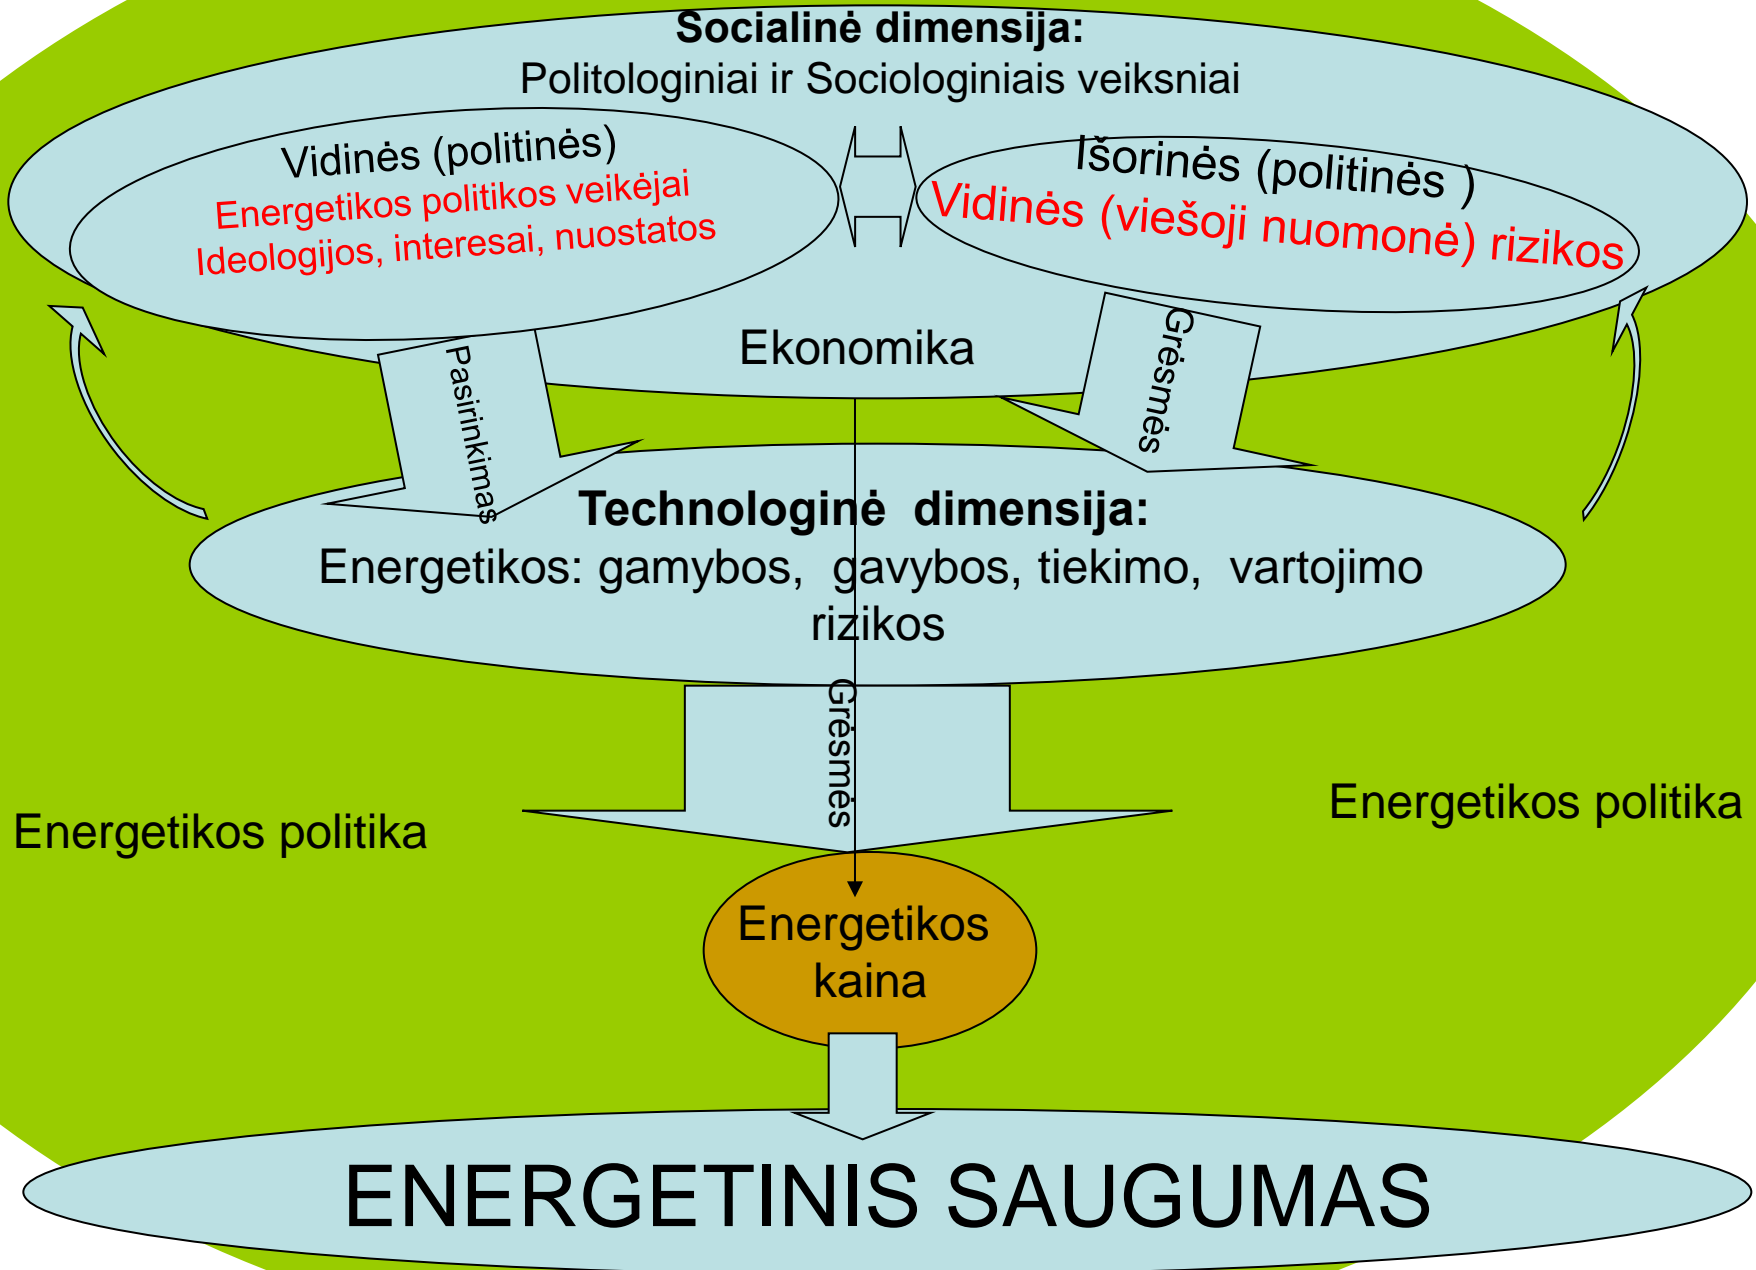 Socialinė dimensija:
Politologiniai ir Sociologiniais veiksniai
Vidinės (politinės)
Energetikos politikos veikėjai
Ideologijos, interesai, nuostatos
Išorinės (politinės )
Vidinės (viešoji nuomonė) rizikos
Ekonomika
Pasirinkimas
Grėsmės
Technologinė dimensija:
Energetikos: gamybos, gavybos, tiekimo, vartojimo
rizikos
Grėsmės
Energetikos politika
Energetikos politika
Energetikos
kaina
ENERGETINIS SAUGUMAS